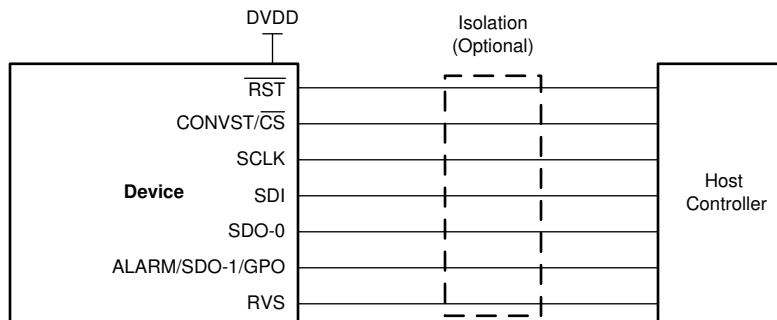 DVDD
Isolation
(Optional)
RST
CONVST/CS
SCLK
Device
SDI
SDO-0
ALARM/SDO-1/GPO
RVS
Host
Controller